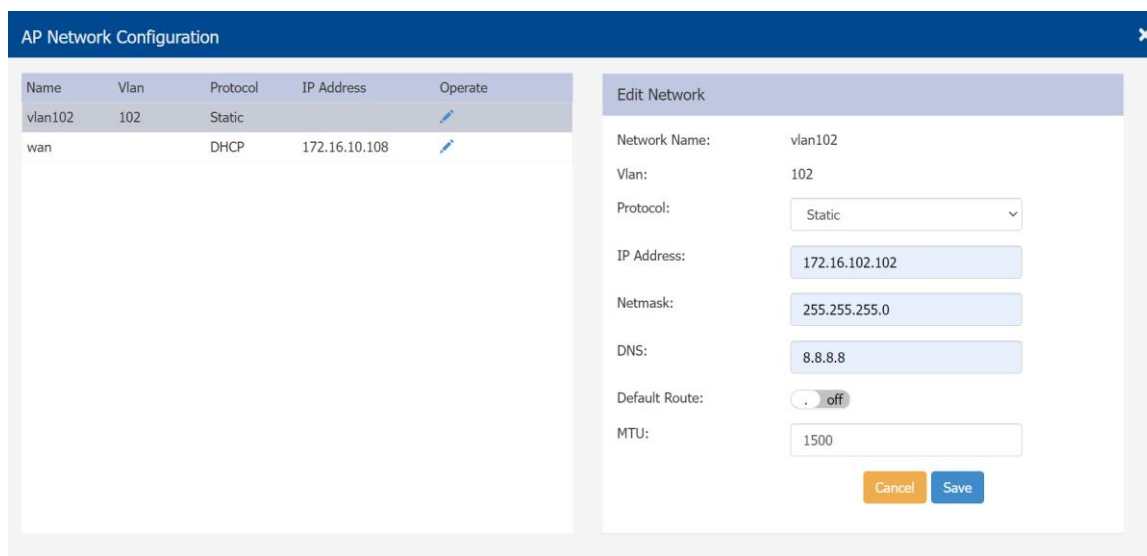 AP Network Configuration
Name Vlan Protocol IP Address Operate
vlan102 102 Static
wan DHCP 172.16.10.108
Edit Network
Network Name: vlan102
Vlan: 102
Protocol: Static
IP Address: 172.16.102.102
Netmask: 255.255.255.0
DNS: 8.8.8.8
Default Route: . off
MTU: 1500
Cancel Save